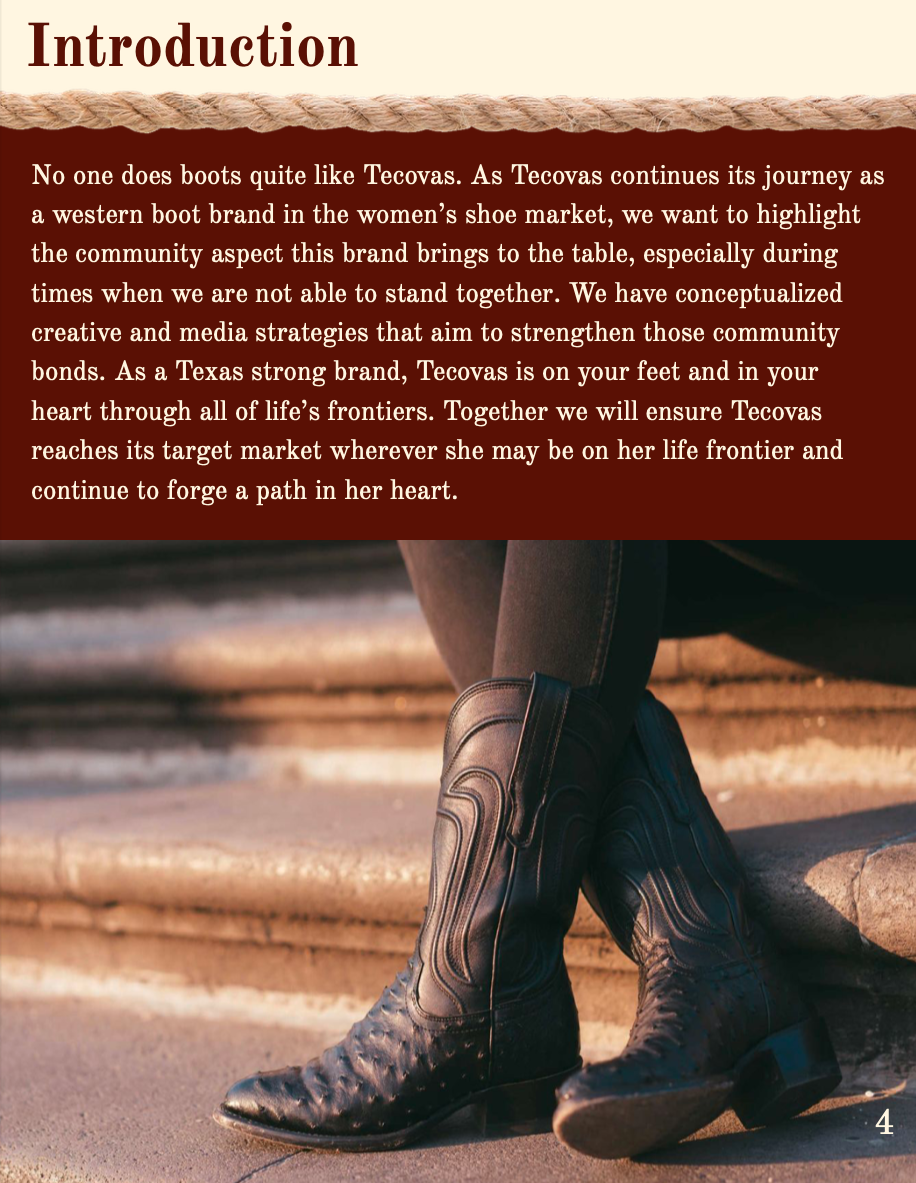 Introduction
No one does boots quite like Tecovas. As Tecovas continues its journey as
a western boot brand in the women’s shoe market, we want to highlight
the community aspect this brand brings to the table, especially during
times when we are not able to stand together. We have conceptualized
creative and media strategies that aim to strengthen those community
bonds. As a Texas strong brand, Tecovas is on your feet and in your
heart through all of life’s frontiers. Together we will ensure Tecovas
reaches its target market wherever she may be on her life frontier and
continue to forge a path in her heart.
4